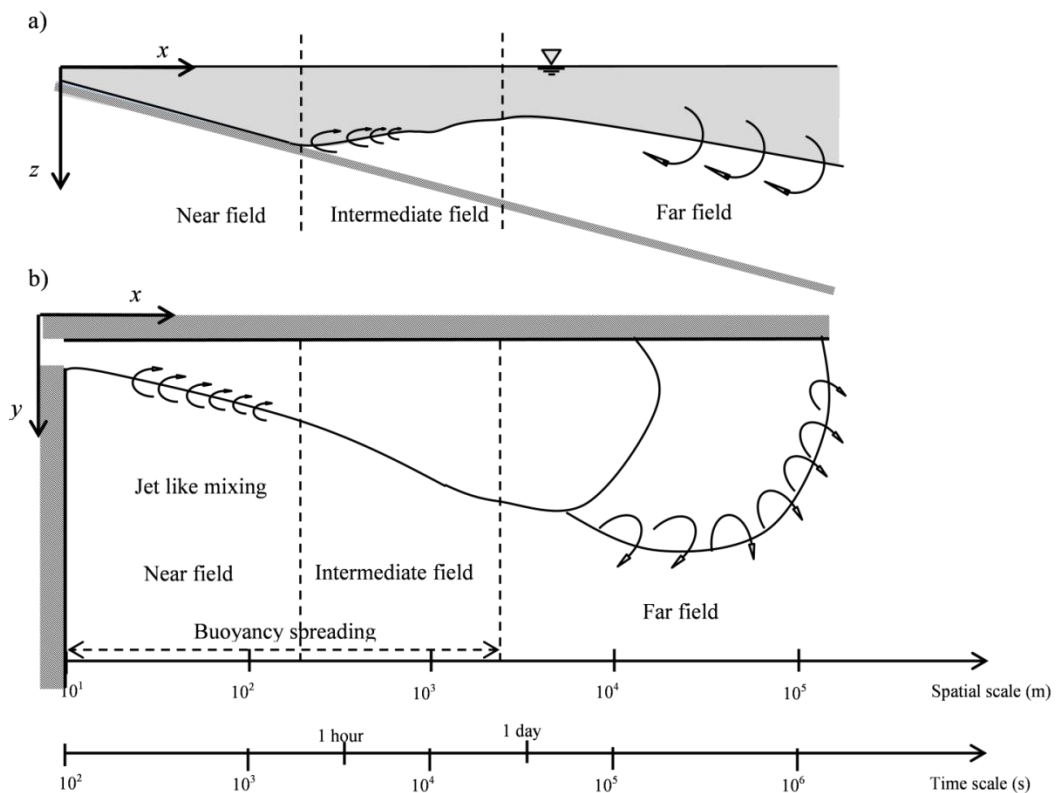 a)
x
z
Near field
Intermediate field
Far field
b)
x
y
Jet like mixing
Near field
Intermediate field
Far field
Buoyancy spreading
10¹
10²
10³
10⁴
10⁵
Spatial scale (m)
1 hour
1 day
10²
10³
10⁴
10⁶
Time scale (s)